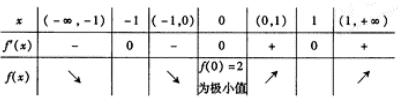 x (-∞,-1) -1 (-1,0) 0 (0,1) 1 (1,+∞)
f'(x) - 0 - 0 + 0 +
f(x) ↘ ↘ f(0)=2 ↗ ↗
为极小值